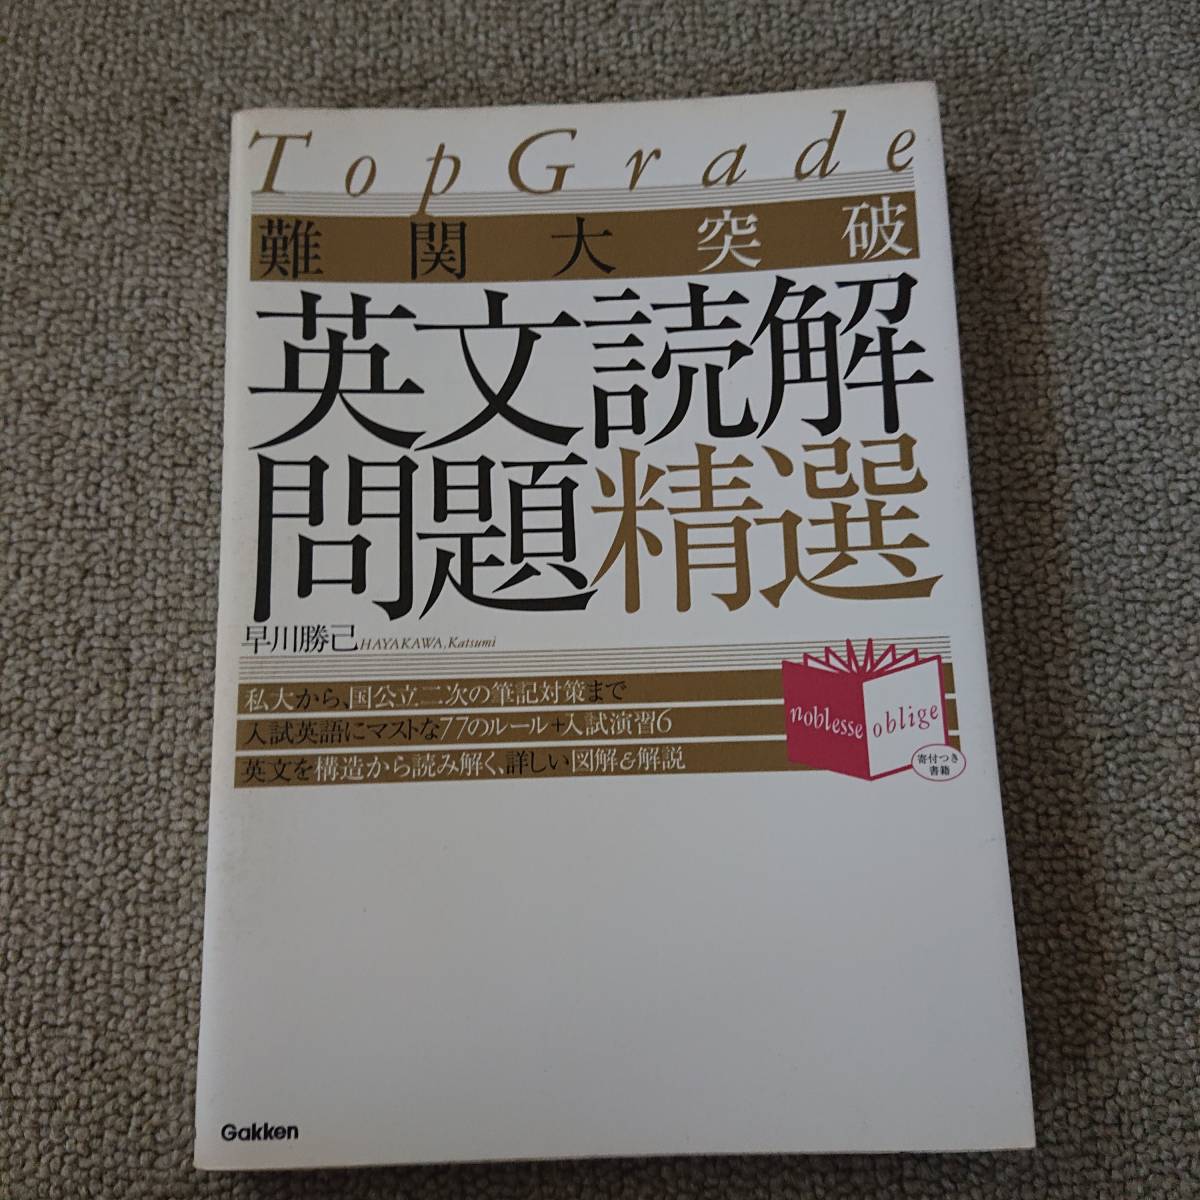 TopGrade
難関大突破
英文読解
問題精選
早川勝己 HAYAKAWA, Katsumi
私大から、国公立二次の筆記対策まで
入試英語にマストな77のルール+入試演習6
英文を構造から読み解く、詳しい図解&解説
noblesse oblige
寄付つき
書籍
Gakken